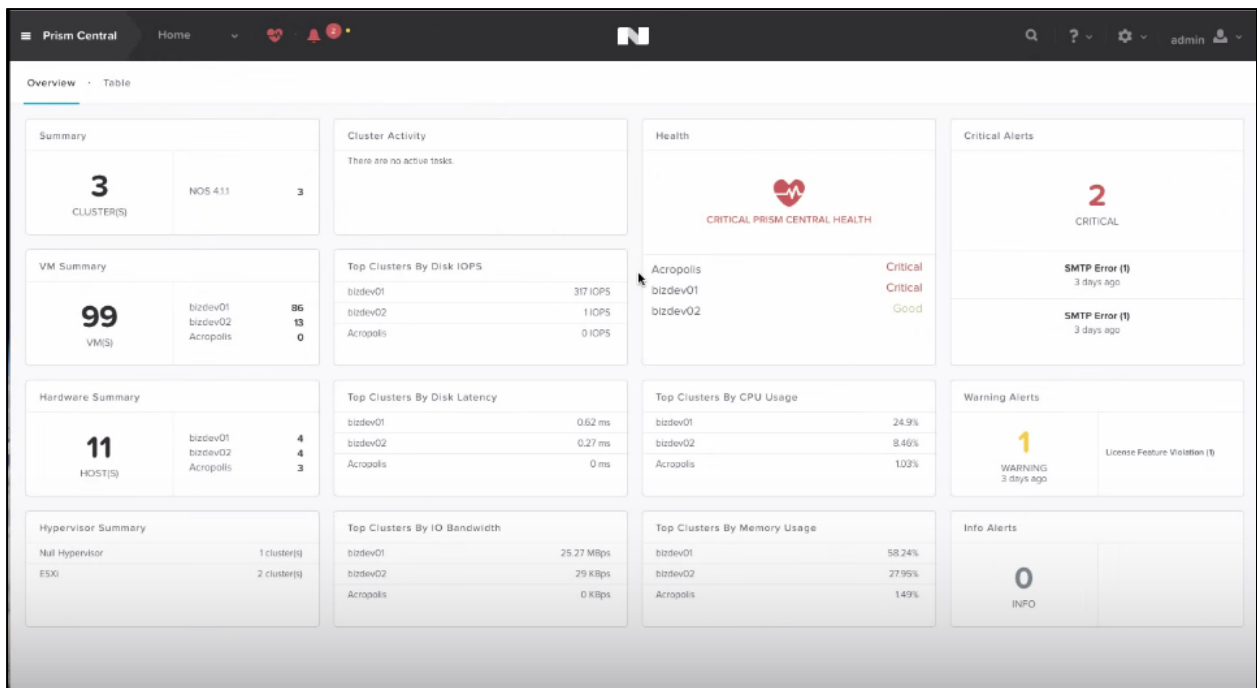 Prism Central
Home
2
?
admin
Overview · Table
Summary
3
CLUSTER(S)
NOS 4.1.1
3
Cluster Activity
There are no active tasks.
Health
CRITICAL PRISM CENTRAL HEALTH
Acropolis Critical
bizdev01 Critical
bizdev02 Good
Critical Alerts
2
CRITICAL
SMTP Error (1)
3 days ago
SMTP Error (1)
3 days ago
VM Summary
99
VM(S)
bizdev01 86
bizdev02 13
Acropolis 0
Top Clusters By Disk IOPS
bizdev01 317 IOPS
bizdev02 1 IOPS
Acropolis 0 IOPS
Hardware Summary
11
HOST(S)
bizdev01 4
bizdev02 4
Acropolis 3
Top Clusters By Disk Latency
bizdev01 0.62 ms
bizdev02 0.27 ms
Acropolis 0 ms
Top Clusters By CPU Usage
bizdev01 24.9%
bizdev02 8.46%
Acropolis 1.03%
Warning Alerts
1
WARNING
3 days ago
License Feature Violation (1)
Hypervisor Summary
Null Hypervisor 1 cluster(s)
ESXi 2 cluster(s)
Top Clusters By IO Bandwidth
bizdev01 25.27 MBps
bizdev02 29 KBps
Acropolis 0 KBps
Top Clusters By Memory Usage
bizdev01 58.24%
bizdev02 27.95%
Acropolis 1.49%
Info Alerts
0
INFO